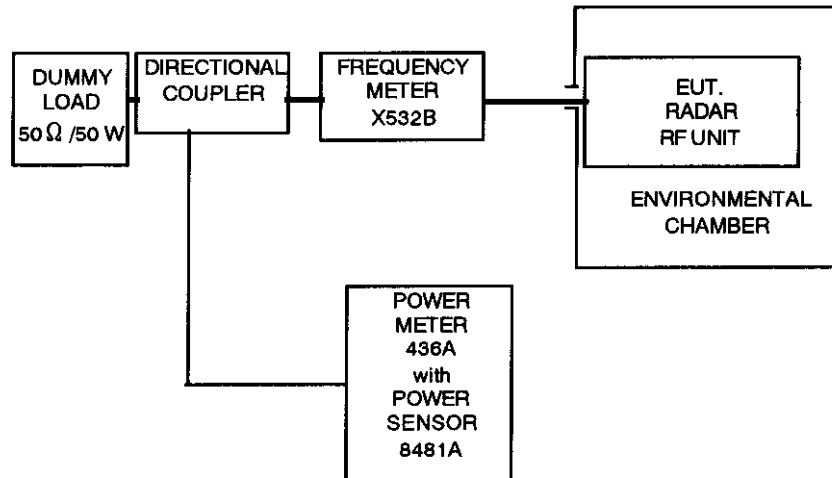 DUMMY
LOAD
50 Ω /50 W
DIRECTIONAL
COUPLER
FREQUENCY
METER
X532B
EUT.
RADAR
RF UNIT
ENVIRONMENTAL
CHAMBER
POWER
METER
436A
with
POWER
SENSOR
8481A